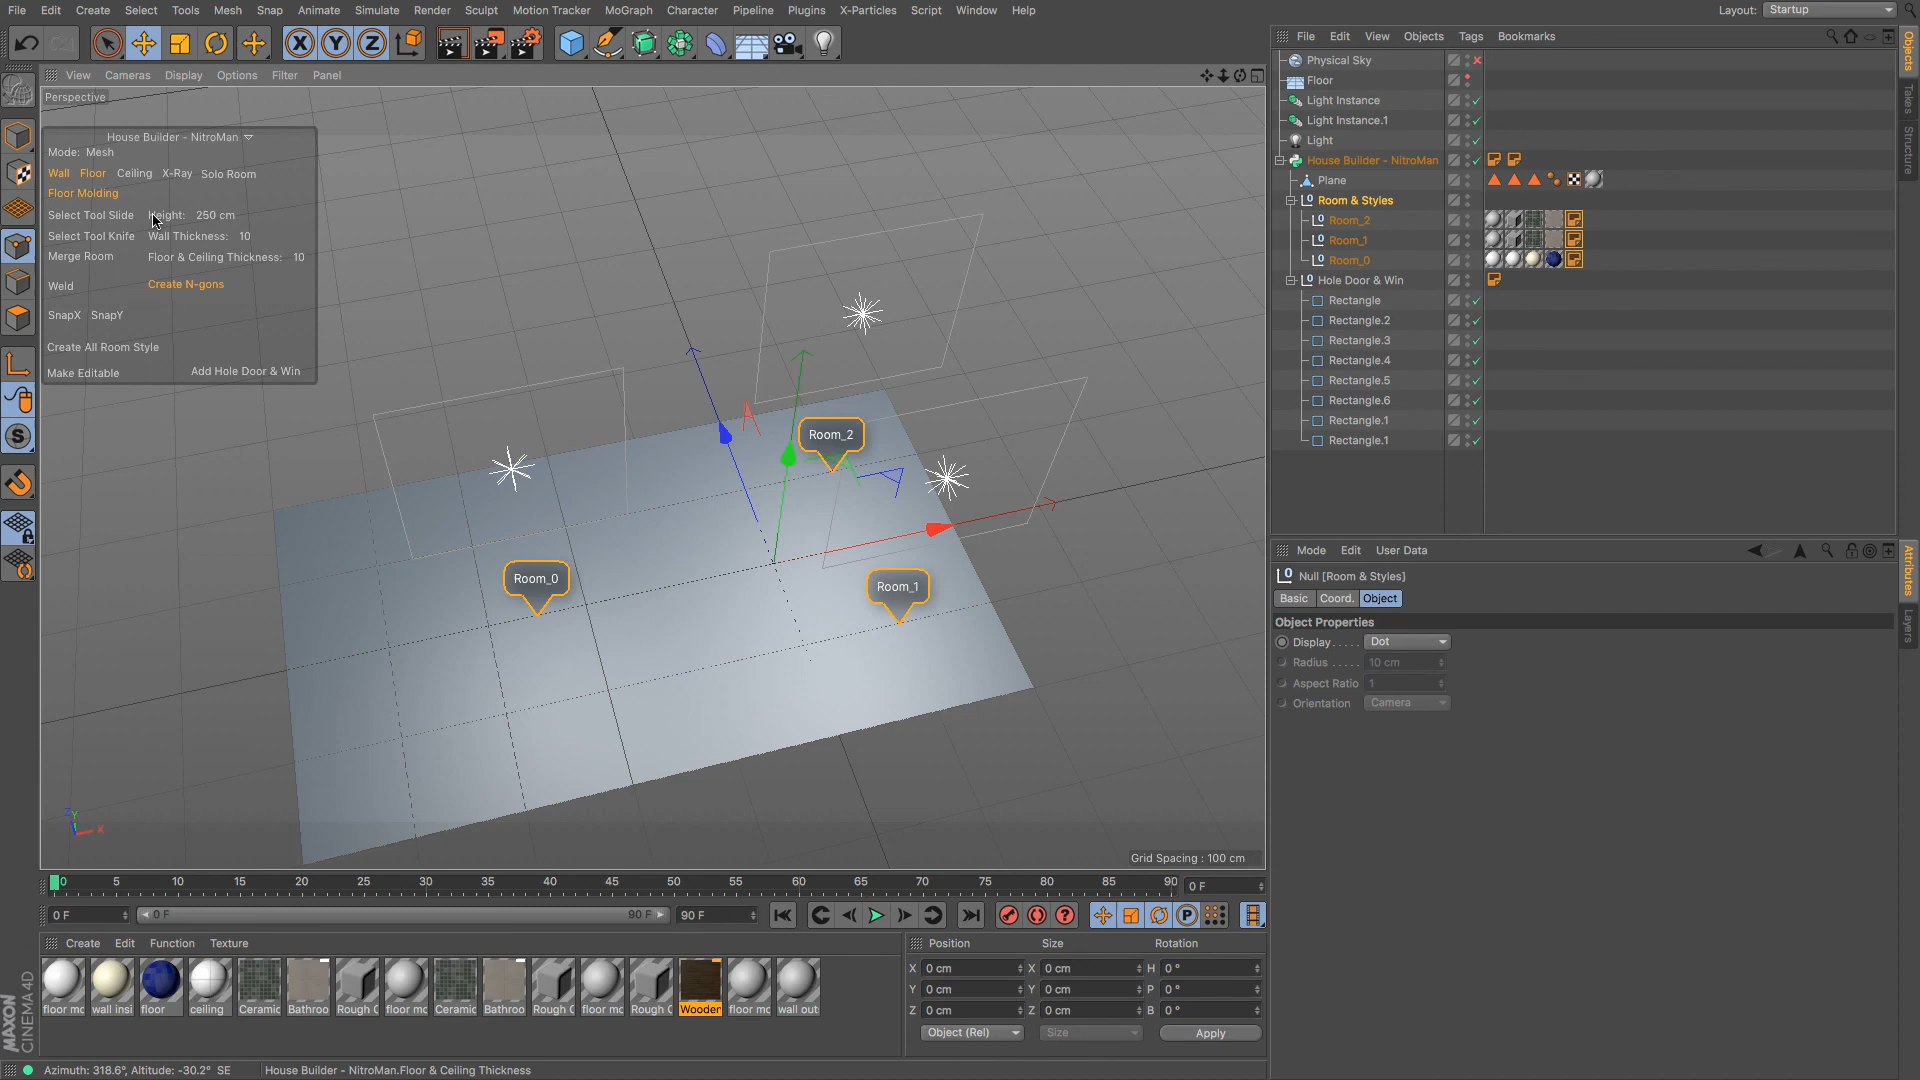 File Edit Create Select Tools Mesh Snap Animate Simulate Render Sculpt Motion Tracker MoGraph Character Pipeline Plugins X-Particles Script Window Help
Layout: Startup
View Cameras Display Options Filter Panel
Perspective
House Builder - NitroMan
Mode: Mesh
Wall Floor Ceiling X-Ray Solo Room
Floor Molding
Select Tool Slide Height: 250 cm
Select Tool Knife Wall Thickness: 10
Merge Room Floor & Ceiling Thickness: 10
Weld Create N-gons
SnapX SnapY
Create All Room Style
Make Editable Add Hole Door & Win
Room_2
Room_0
Room_1
Grid Spacing : 100 cm
File Edit View Objects Tags Bookmarks
Physical Sky
Floor
Light Instance
Light Instance.1
Light
House Builder - NitroMan
Plane
Room & Styles
Room_2
Room_1
Room_0
Hole Door & Win
Rectangle
Rectangle.2
Rectangle.3
Rectangle.4
Rectangle.5
Rectangle.6
Rectangle.1
Rectangle.1
Objects
Takes
Structure
Mode Edit User Data
Null [Room & Styles]
Basic Coord. Object
Object Properties
Display. . . . . Dot
Radius . . . . . 10 cm
Aspect Ratio 1
Orientation Camera
Attributes
Layers
0 5 10 15 20 25 30 35 40 45 50 55 60 65 70 75 80 85 90 0 F
0 F 0 F 90 F 90 F
Create Edit Function Texture
floor mo wall insi floor ceiling Ceramic Bathroo Rough C floor mo Ceramic Bathroo Rough C floor mo Rough C Wooden floor mo wall out
Position Size Rotation
X 0 cm X 0 cm H 0 °
Y 0 cm Y 0 cm P 0 °
Z 0 cm Z 0 cm B 0 °
Object (Rel) Size Apply
MAXON
CINEMA 4D
Azimuth: 318.6°, Altitude: -30.2° SE House Builder - NitroMan.Floor & Ceiling Thickness